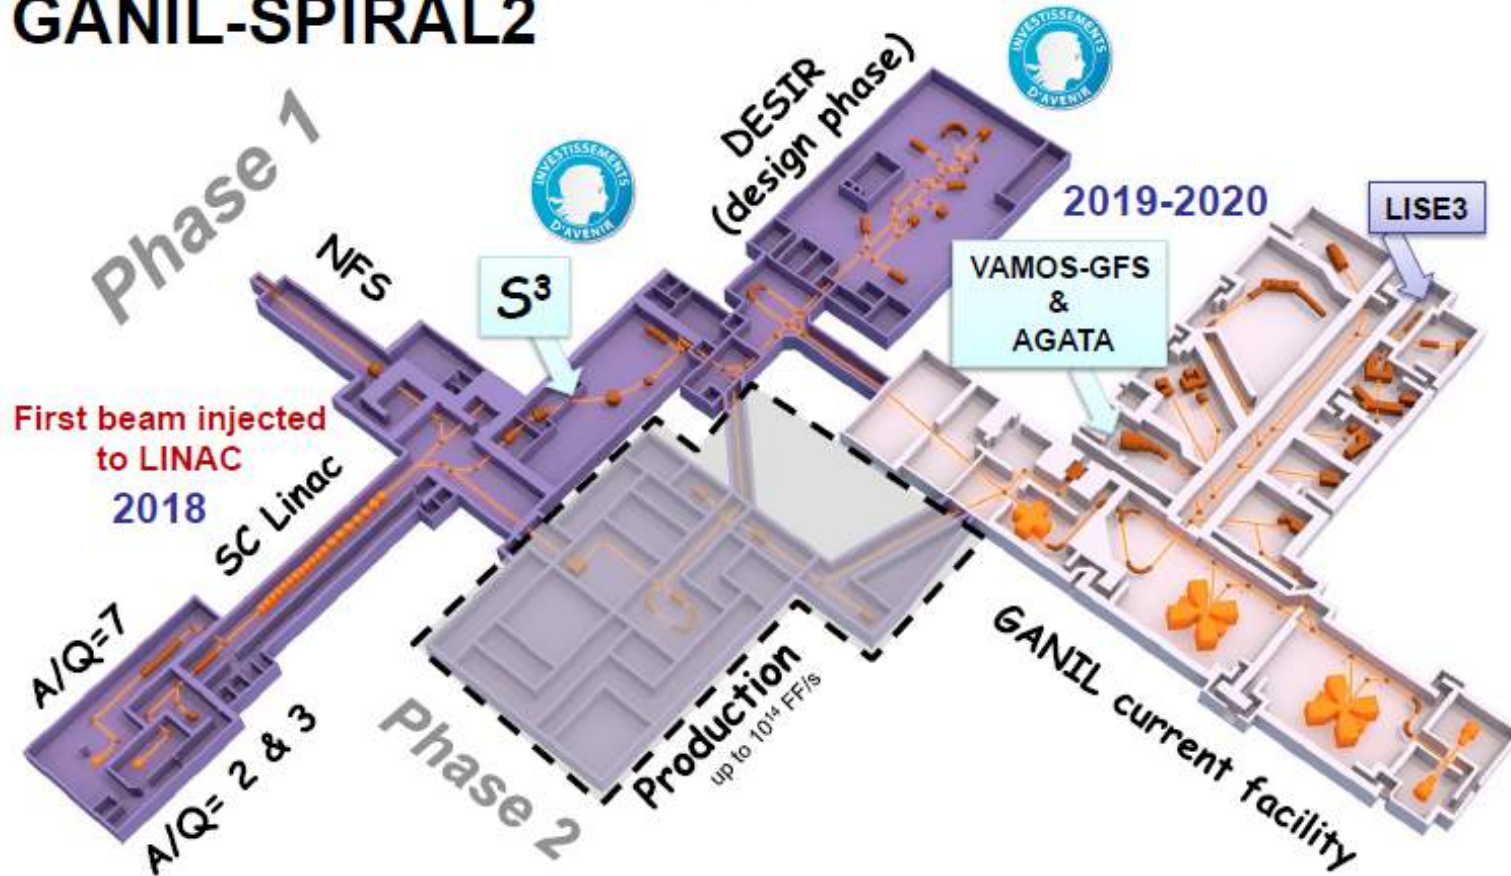 GANIL-SPIRAL2
Phase 1
INVESTISSEMENTS
D'AVENIR
DESIR
(design phase)
INVESTISSEMENTS
D'AVENIR
2019-2020
LISE3
NFS
S³
VAMOS-GFS
&
AGATA
First beam injected
to LINAC
2018
SC Linac
A/Q=7
A/Q= 2 & 3
Phase 2
Production
up to 10¹⁴ FF/s
GANIL current facility